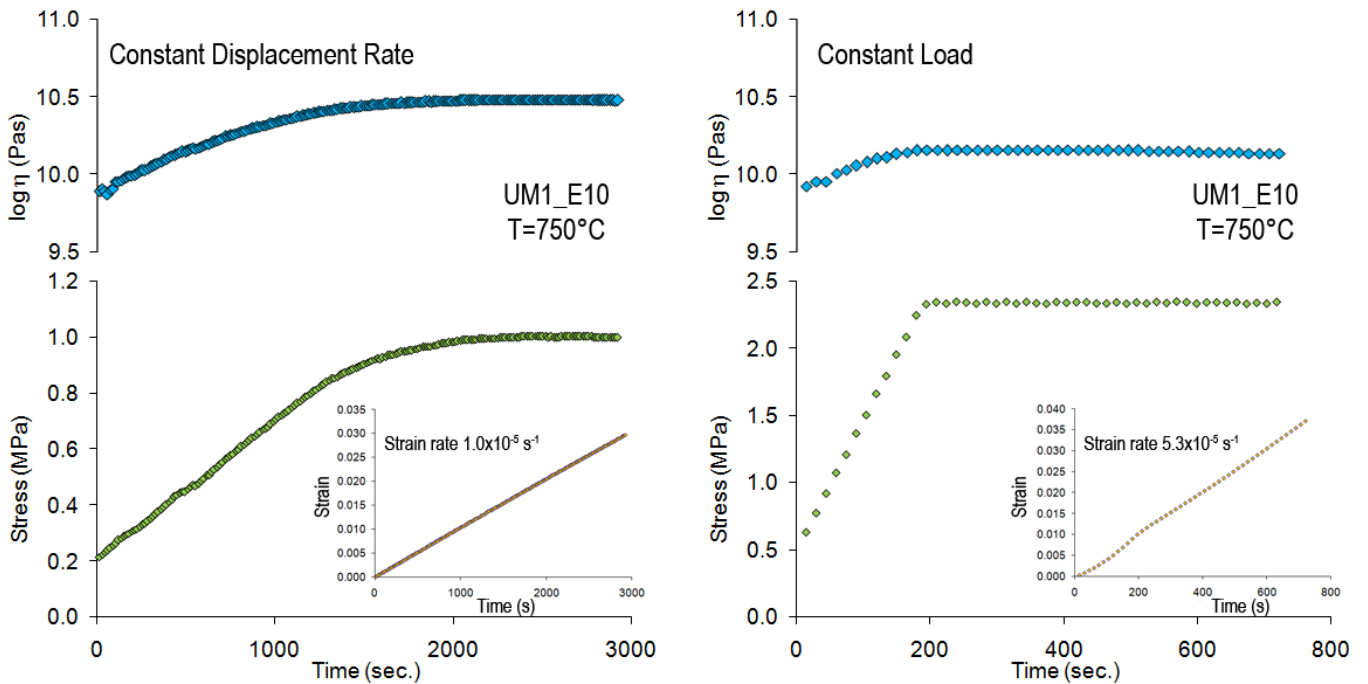 11.0
Constant Displacement Rate
10.5
log η (Pas)
10.0
UM1_E10
T=750°C
9.5
1.2
1.0
0.8
Stress (MPa)
0.6
0.4
0.2
0.0
0.035
0.030
Strain rate 1.0x10⁻⁵ s⁻¹
0.025
0.020
Strain
0.015
0.010
0.005
0.000
0 1000 2000 3000
Time (s)
0 1000 2000 3000
Time (sec.)
11.0
Constant Load
10.5
log η (Pas)
10.0
UM1_E10
T=750°C
9.5
2.5
2.0
Stress (MPa)
1.5
1.0
0.5
0.0
0.040
0.035
Strain rate 5.3x10⁻⁵ s⁻¹
0.030
0.025
Strain
0.020
0.015
0.010
0.005
0.000
0 200 400 600 800
Time (s)
0 200 400 600 800
Time (sec.)